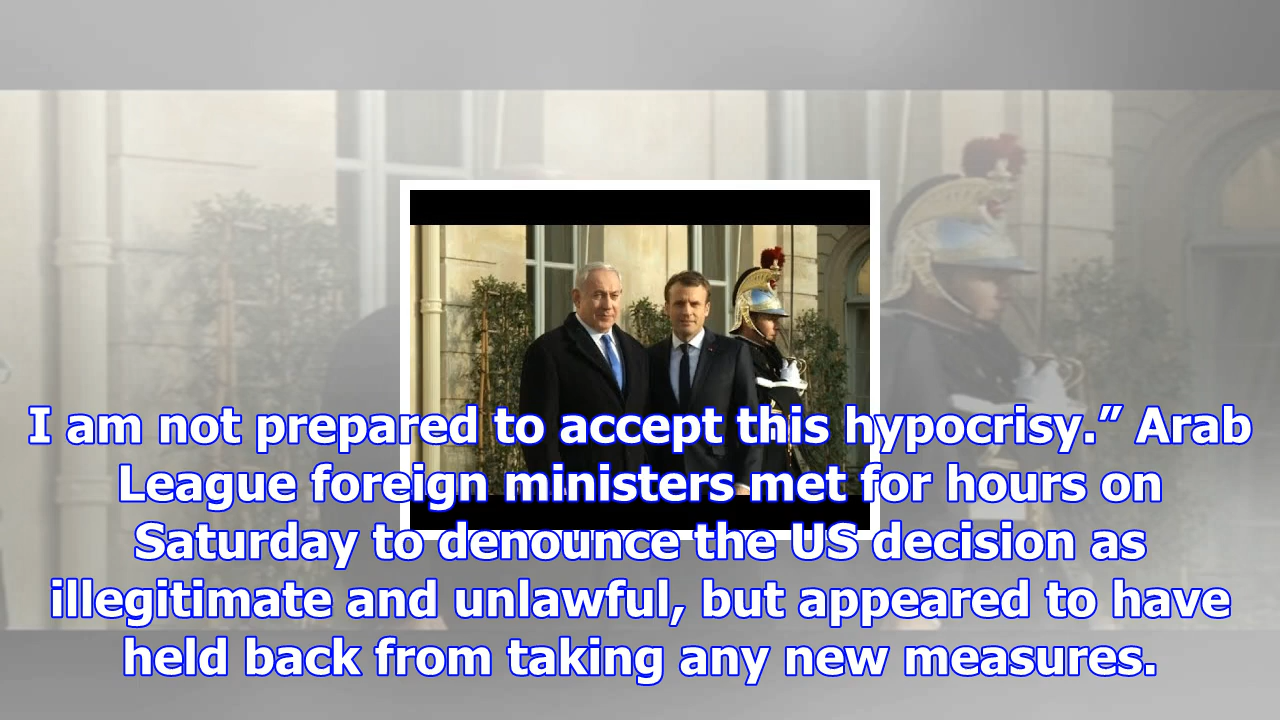 I am not prepared to accept this hypocrisy.” Arab
League foreign ministers met for hours on
Saturday to denounce the US decision as
illegitimate and unlawful, but appeared to have
held back from taking any new measures.